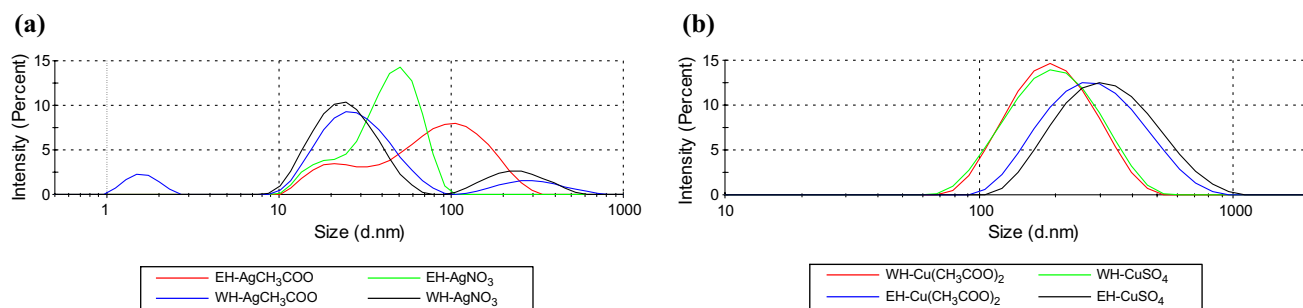 (a)
Intensity (Percent)
15
10
5
0
1
10
100
1000
Size (d.nm)
EH-AgCH₃COO
EH-AgNO₃
WH-AgCH₃COO
WH-AgNO₃
(b)
Intensity (Percent)
15
10
5
0
10
100
1000
Size (d.nm)
WH-Cu(CH₃COO)₂
WH-CuSO₄
EH-Cu(CH₃COO)₂
EH-CuSO₄